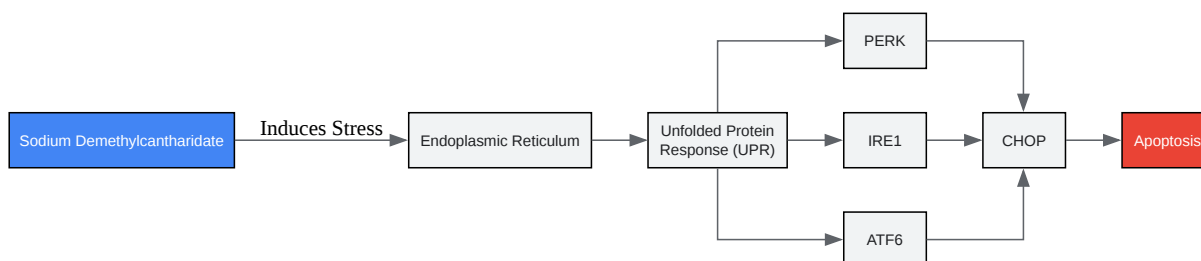 PERK
Sodium Demethylcantharidate
Induces Stress
Endoplasmic Reticulum
Unfolded Protein
Response (UPR)
IRE1
CHOP
Apoptosis
ATF6